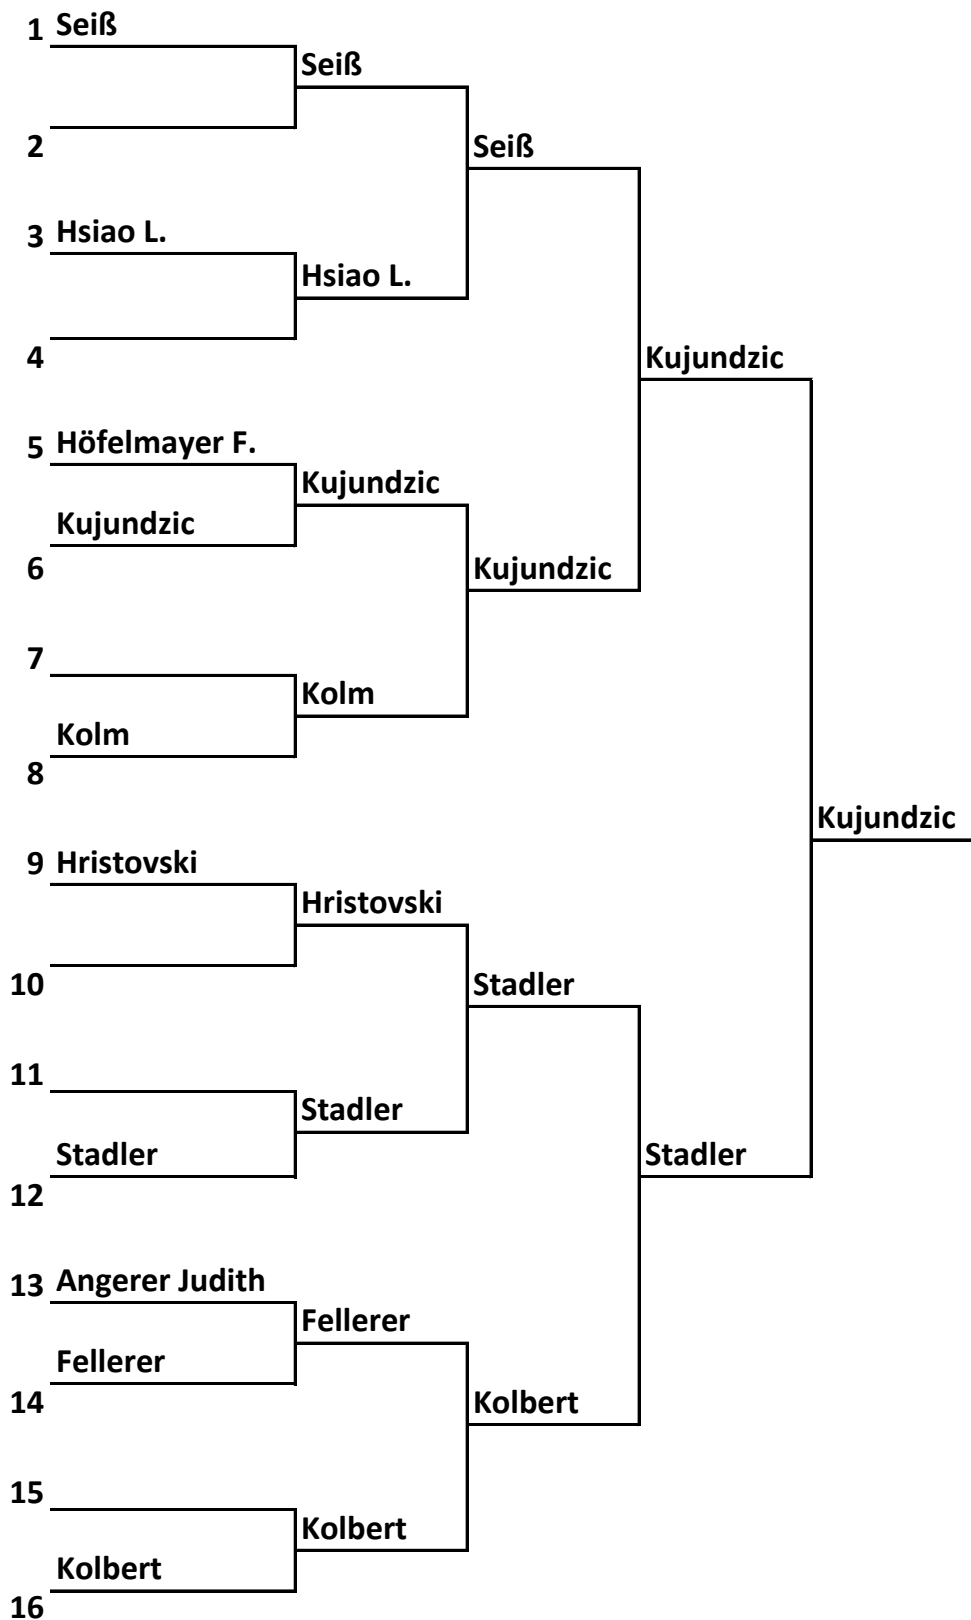 1 Seiß
Seiß
2
Seiß
3 Hsiao L.
Hsiao L.
4
Kujundzic
5 Höfelmayer F.
Kujundzic
Kujundzic
6
Kujundzic
7
Kolm
Kolm
8
Kujundzic
9 Hristovski
Hristovski
10
Stadler
11
Stadler
Stadler
Stadler
12
13 Angerer Judith
Fellerer
Fellerer
14
Kolbert
15
Kolbert
Kolbert
16